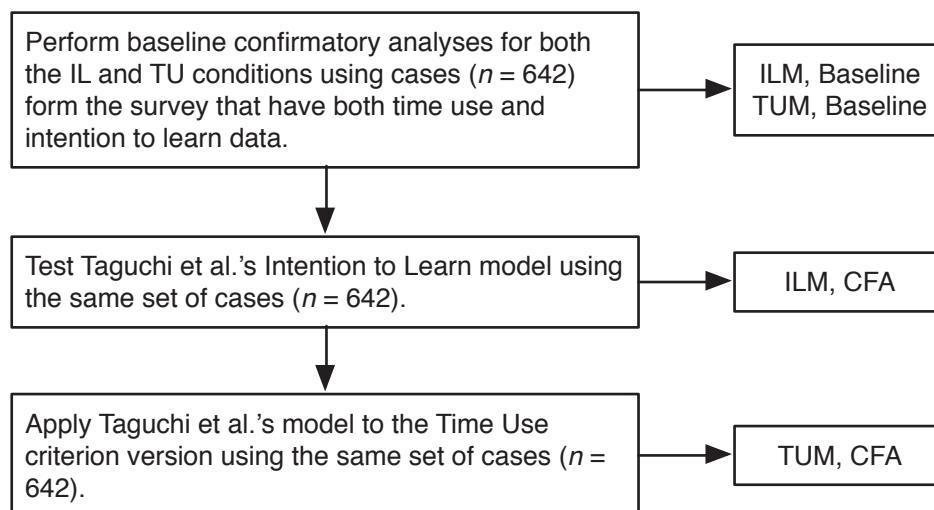 Perform baseline confirmatory analyses for both
the IL and TU conditions using cases (n = 642)
form the survey that have both time use and
intention to learn data.
ILM, Baseline
TUM, Baseline
Test Taguchi et al.'s Intention to Learn model using
the same set of cases (n = 642).
ILM, CFA
Apply Taguchi et al.'s model to the Time Use
criterion version using the same set of cases (n =
642).
TUM, CFA